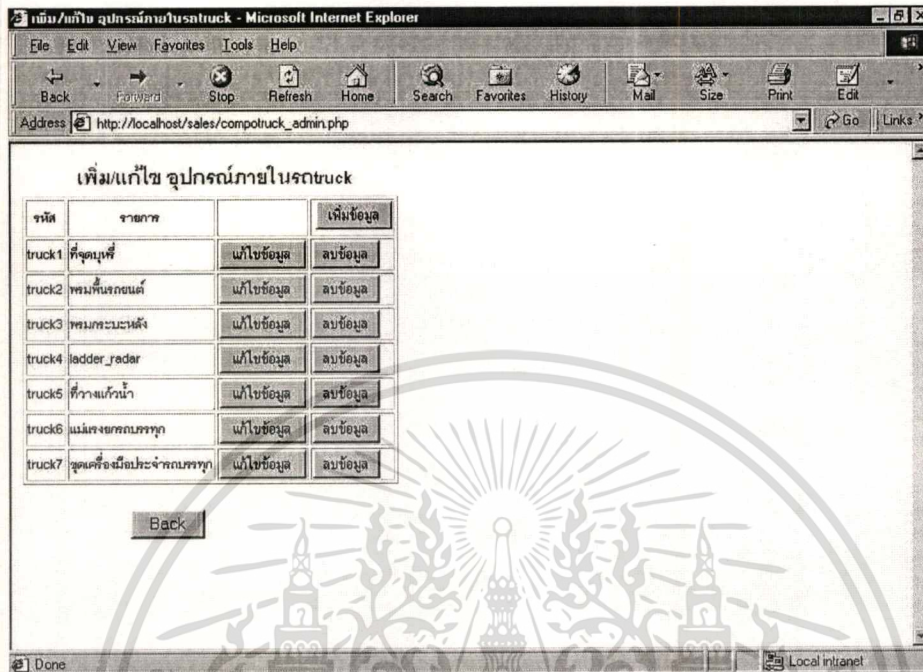 เพิ่ม/แก้ไข อุปกรณ์ภายในรถtruck - Microsoft Internet Explorer
File Edit View Favorites Tools Help
Back Forward Stop Refresh Home Search Favorites History Mail Size Print Edit
Address http://localhost/sales/compotruck_admin.php Go Links
เพิ่ม/แก้ไข อุปกรณ์ภายในรถtruck
รหัส รายการ เพิ่มข้อมูล
truck1 ที่จุดบุหรี่ แก้ไขข้อมูล ลบข้อมูล
truck2 พรมพื้นรถยนต์ แก้ไขข้อมูล ลบข้อมูล
truck3 พรมกระบะหลัง แก้ไขข้อมูล ลบข้อมูล
truck4 ladder_radar แก้ไขข้อมูล ลบข้อมูล
truck5 ที่วางแก้วน้ำ แก้ไขข้อมูล ลบข้อมูล
truck6 แม่แรงยกรถบรรทุก แก้ไขข้อมูล ลบข้อมูล
truck7 ชุดเครื่องมือประจำรถบรรทุก แก้ไขข้อมูล ลบข้อมูล
Back
Done Local intranet